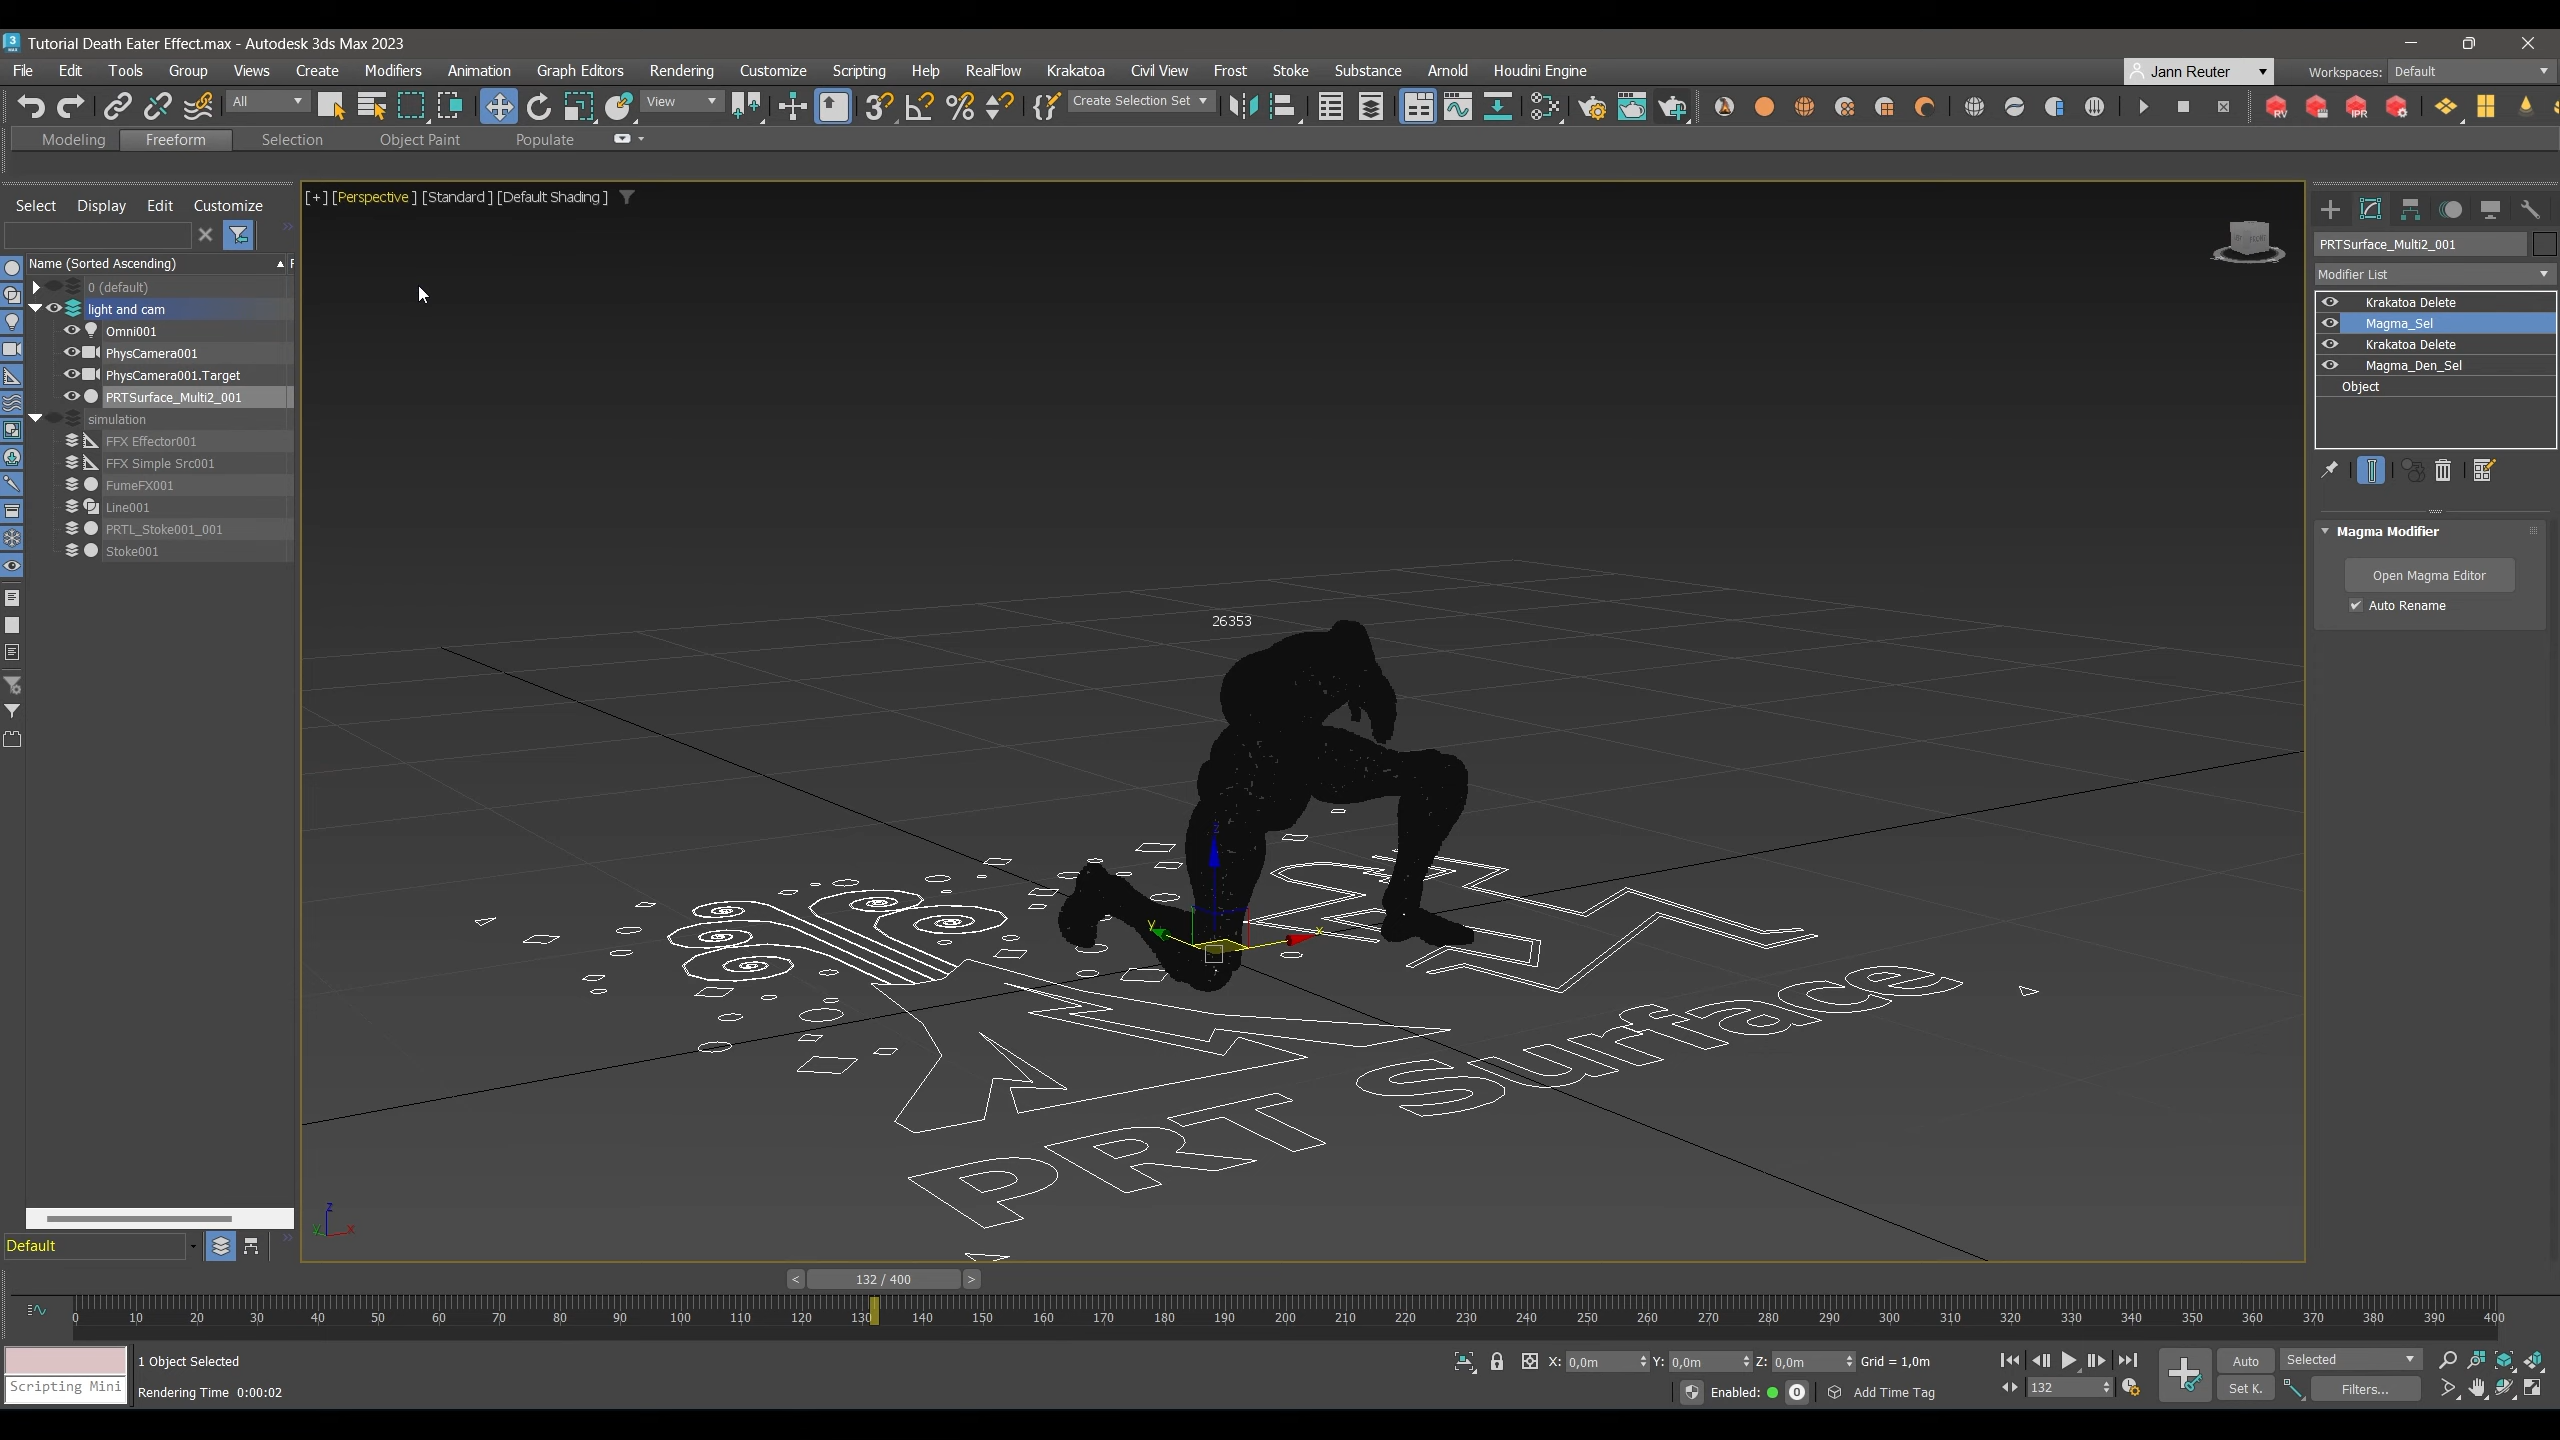 Tutorial Death Eater Effect.max - Autodesk 3ds Max 2023
File Edit Tools Group Views Create Modifiers Animation Graph Editors Rendering Customize Scripting Help RealFlow Krakatoa Civil View Frost Stoke Substance Arnold Houdini Engine
Jann Reuter Workspaces: Default
All View Create Selection Set
Modeling Freeform Selection Object Paint Populate
Select Display Edit Customize
[+] [Perspective ] [Standard ] [Default Shading ]
Name (Sorted Ascending)
0 (default)
light and cam
Omni001
PhysCamera001
PhysCamera001.Target
PRTSurface_Multi2_001
simulation
FFX Effector001
FFX Simple Src001
FumeFX001
Line001
PRTL_Stoke001_001
Stoke001
Default
26353
z
y
x
PRT Surface
z
y x
PRTSurface_Multi2_001
Modifier List
Krakatoa Delete
Magma_Sel
Krakatoa Delete
Magma_Den_Sel
Object
Magma Modifier
Open Magma Editor
Auto Rename
< 132 / 400 >
0 10 20 30 40 50 60 70 80 90 100 110 120 130 140 150 160 170 180 190 200 210 220 230 240 250 260 270 280 290 300 310 320 330 340 350 360 370 380 390 400
1 Object Selected
X: 0,0m Y: 0,0m Z: 0,0m Grid = 1,0m
Auto Selected
Scripting Mini
Rendering Time 0:00:02
Enabled: 0 Add Time Tag
132
Set K. Filters...